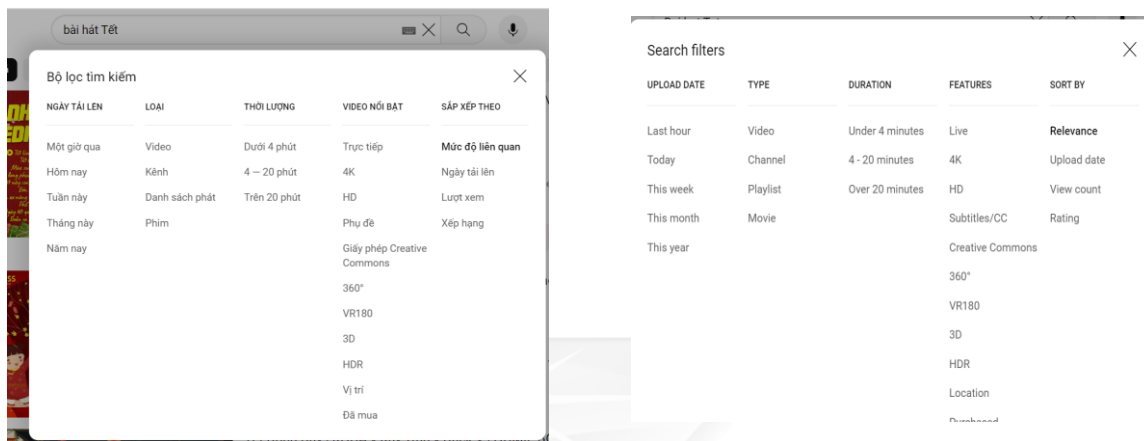 bài hát Tết
Bộ lọc tìm kiếm
NGÀY TẢI LÊN
Một giờ qua
Hôm nay
Tuần này
Tháng này
Năm nay
LOẠI
Video
Kênh
Danh sách phát
Phim
THỜI LƯỢNG
Dưới 4 phút
4 — 20 phút
Trên 20 phút
VIDEO NỔI BẬT
Trực tiếp
4K
HD
Phụ đề
Giấy phép Creative
Commons
360°
VR180
3D
HDR
Vị trí
Đã mua
SẮP XẾP THEO
Mức độ liên quan
Ngày tải lên
Lượt xem
Xếp hạng
Search filters
UPLOAD DATE
Last hour
Today
This week
This month
This year
TYPE
Video
Channel
Playlist
Movie
DURATION
Under 4 minutes
4 - 20 minutes
Over 20 minutes
FEATURES
Live
4K
HD
Subtitles/CC
Creative Commons
360°
VR180
3D
HDR
Location
SORT BY
Relevance
Upload date
View count
Rating